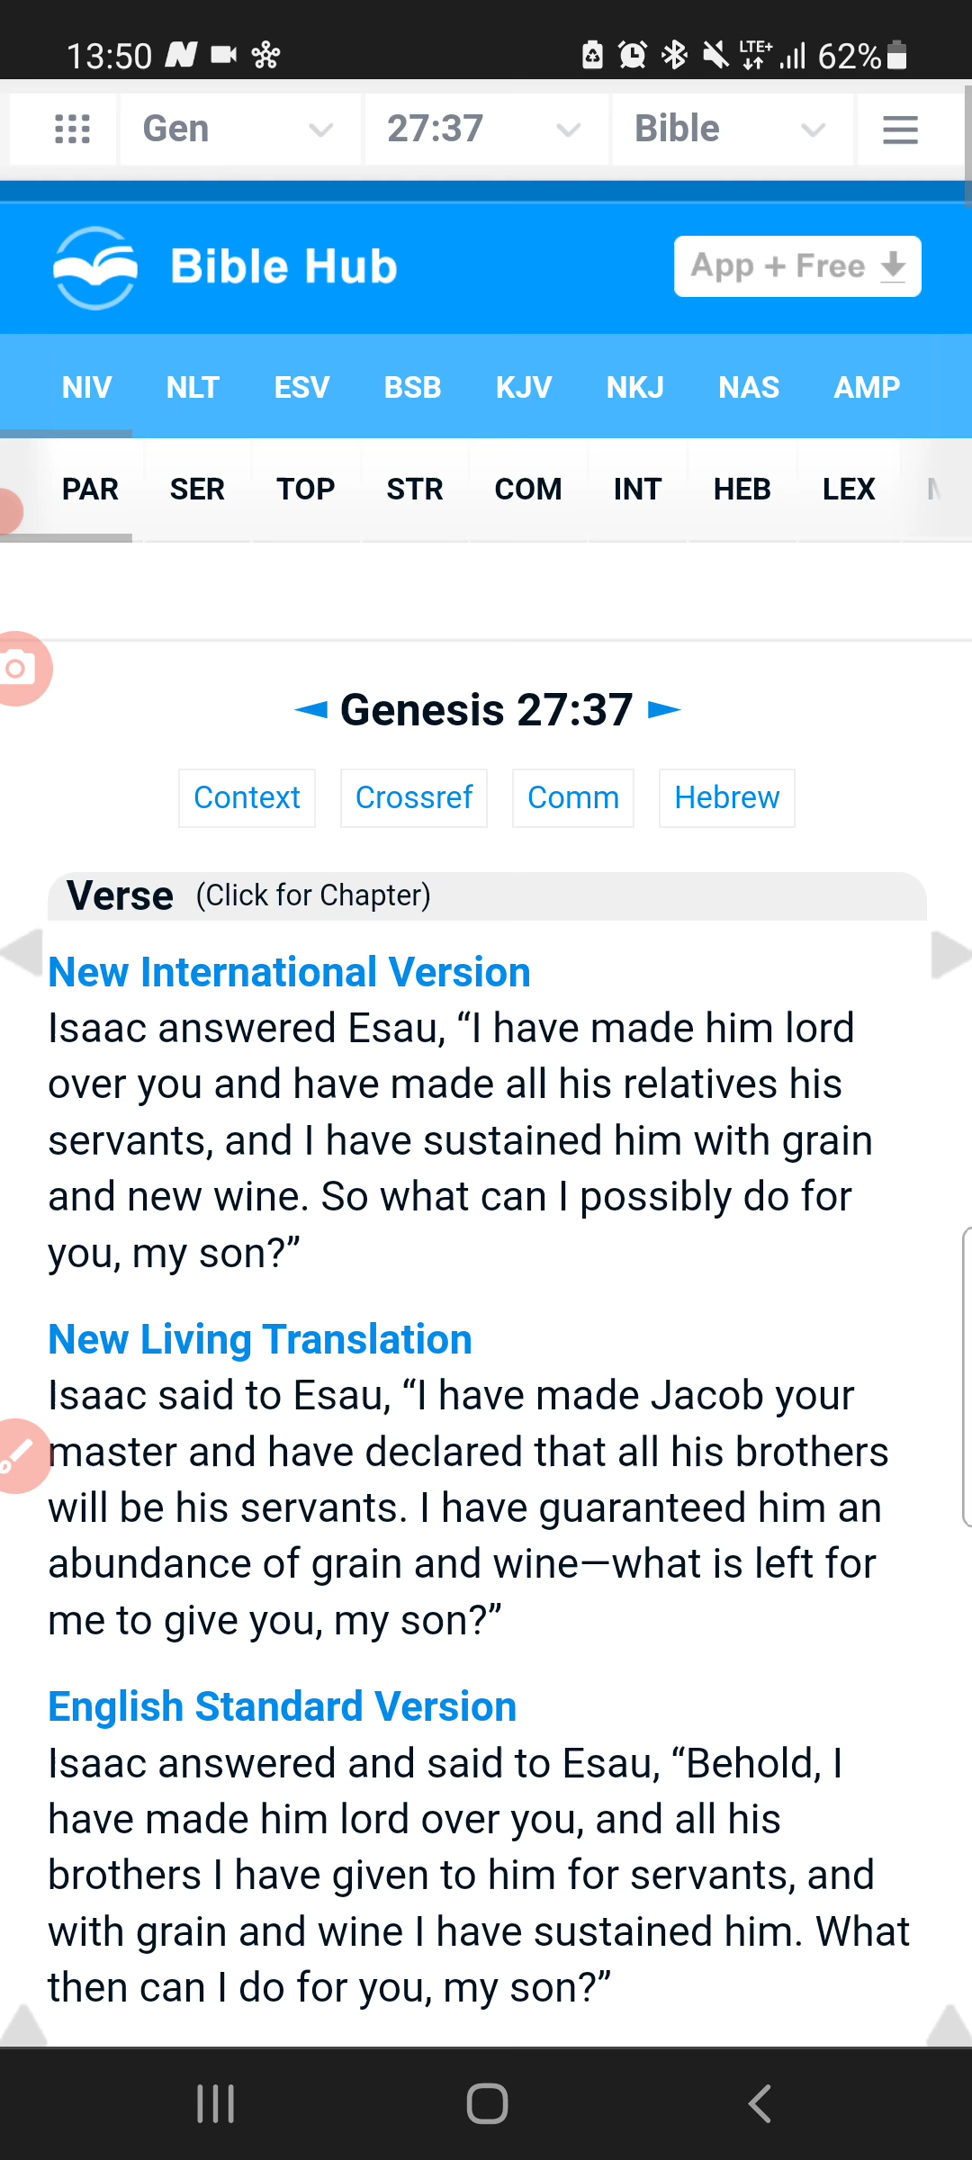 13:50 LTE+ 62%
Gen 27:37 Bible
Bible Hub App + Free
NIV NLT ESV BSB KJV NKJ NAS AMP
PAR SER TOP STR COM INT HEB LEX
◄ Genesis 27:37 ►
Context Crossref Comm Hebrew
Verse (Click for Chapter)
New International Version
Isaac answered Esau, “I have made him lord
over you and have made all his relatives his
servants, and I have sustained him with grain
and new wine. So what can I possibly do for
you, my son?”
New Living Translation
Isaac said to Esau, “I have made Jacob your
master and have declared that all his brothers
will be his servants. I have guaranteed him an
abundance of grain and wine—what is left for
me to give you, my son?”
English Standard Version
Isaac answered and said to Esau, “Behold, I
have made him lord over you, and all his
brothers I have given to him for servants, and
with grain and wine I have sustained him. What
then can I do for you, my son?”